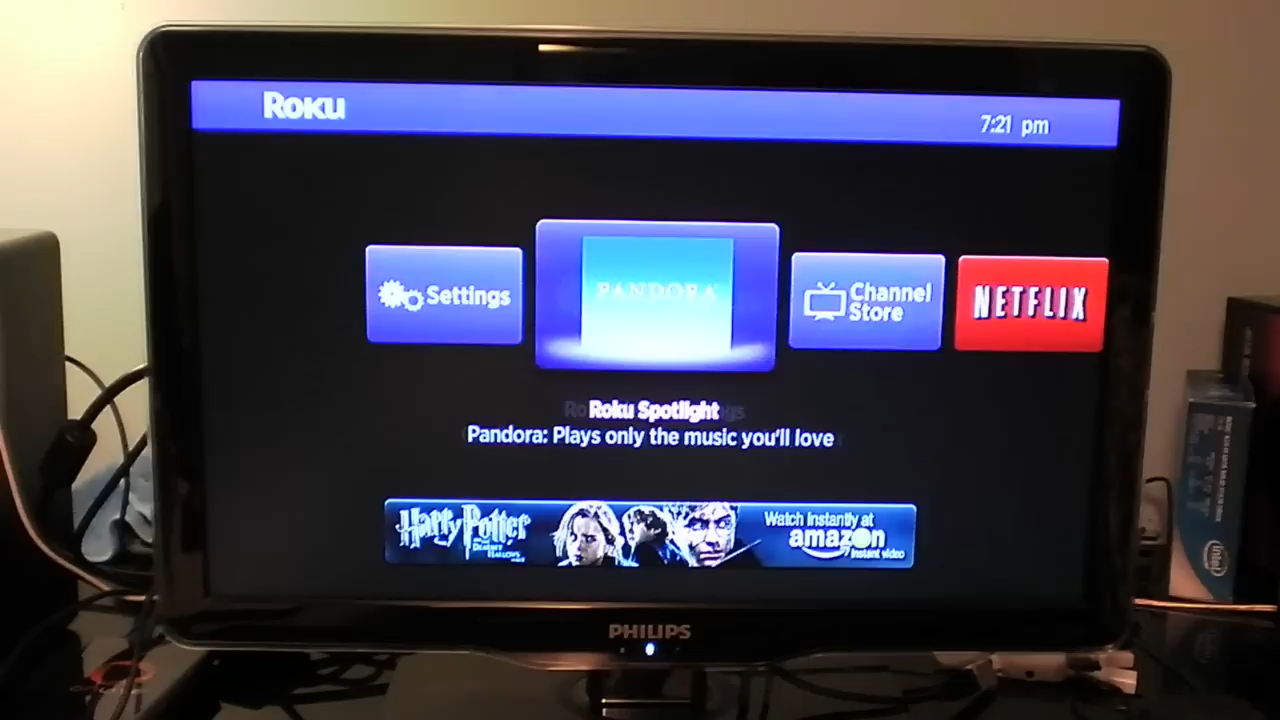 Roku
7:21 pm
Settings
PANDORA
Channel
Store
NETFLIX
Roku Spotlight
Pandora: Plays only the music you'll love
Harry Potter
Watch Instantly at
amazon
instant video
PHILIPS
intel